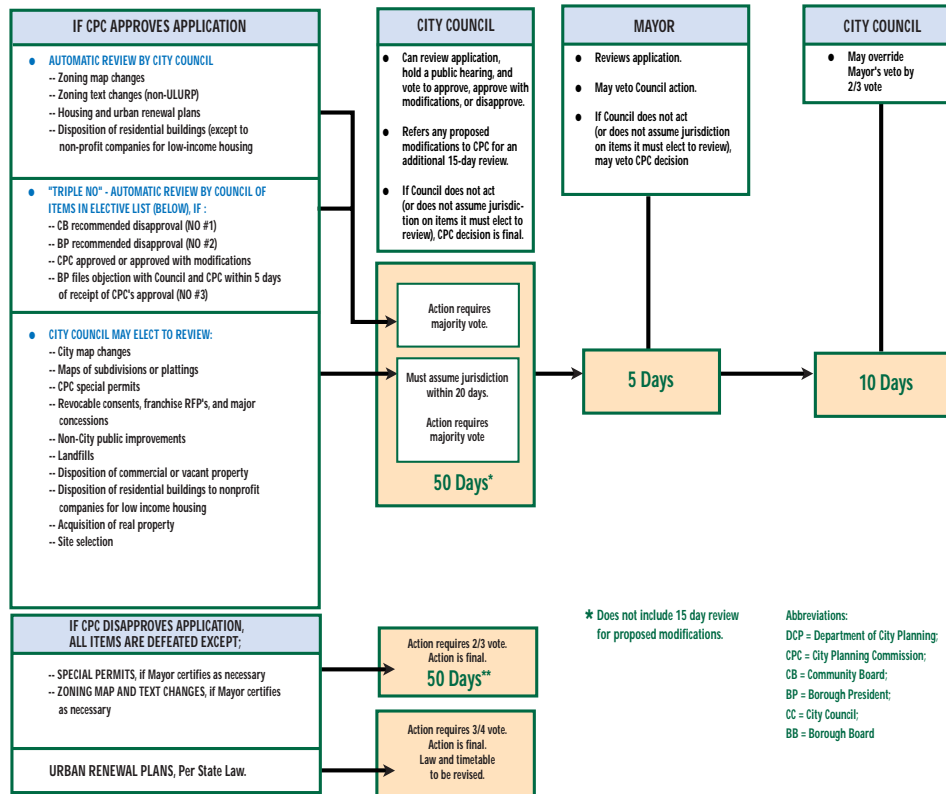 IF CPC APPROVES APPLICATION
● AUTOMATIC REVIEW BY CITY COUNCIL
-- Zoning map changes
-- Zoning text changes (non-ULURP)
-- Housing and urban renewal plans
-- Disposition of residential buildings (except to
non-profit companies for low-income housing
● "TRIPLE NO" - AUTOMATIC REVIEW BY COUNCIL OF
ITEMS IN ELECTIVE LIST (BELOW), IF :
-- CB recommended disapproval (NO #1)
-- BP recommended disapproval (NO #2)
-- CPC approved or approved with modifications
-- BP files objection with Council and CPC within 5 days
of receipt of CPC's approval (NO #3)
● CITY COUNCIL MAY ELECT TO REVIEW:
-- City map changes
-- Maps of subdivisions or plattings
-- CPC special permits
-- Revocable consents, franchise RFP's, and major
concessions
-- Non-City public improvements
-- Landfills
-- Disposition of commercial or vacant property
-- Disposition of residential buildings to nonprofit
companies for low income housing
-- Acquisition of real property
-- Site selection
CITY COUNCIL
● Can review application,
hold a public hearing, and
vote to approve, approve with
modifications, or disapprove.
● Refers any proposed
modifications to CPC for an
additional 15-day review.
● If Council does not act
(or does not assume jurisdic-
tion on items it must elect to
review), CPC decision is final.
Action requires
majority vote.
Must assume jurisdiction
within 20 days.
Action requires
majority vote
50 Days*
MAYOR
● Reviews application.
● May veto Council action.
● If Council does not act
(or does not assume jurisdiction
on items it must elect to review),
may veto CPC decision
5 Days
CITY COUNCIL
● May override
Mayor's veto by
2/3 vote
10 Days
IF CPC DISAPPROVES APPLICATION,
ALL ITEMS ARE DEFEATED EXCEPT;
-- SPECIAL PERMITS, if Mayor certifies as necessary
-- ZONING MAP AND TEXT CHANGES, if Mayor certifies
as necessary
URBAN RENEWAL PLANS, Per State Law.
Action requires 2/3 vote.
Action is final.
50 Days**
Action requires 3/4 vote.
Action is final.
Law and timetable
to be revised.
* Does not include 15 day review
for proposed modifications.
Abbreviations:
DCP = Department of City Planning;
CPC = City Planning Commission;
CB = Community Board;
BP = Borough President;
CC = City Council;
BB = Borough Board